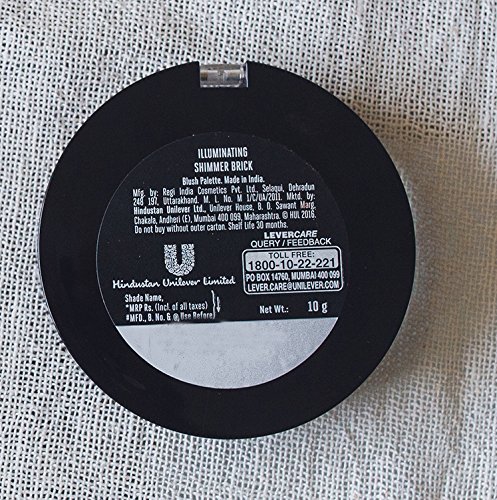 ILLUMINATING
SHIMMER BRICK
Blush Palette. Made in India.
Mfg. by: Regi India Cosmetics Pvt. Ltd., Selaqui, Dehradun
248 197, Uttarakhand. M. L. No. M 1/C/UA/2011. Mktd. by:
Hindustan Unilever Ltd., Unilever House, B. D. Sawant Marg,
Chakala, Andheri (E), Mumbai 400 099, Maharashtra. © HUL 2016.
Do not buy without outer carton. Shelf Life 30 months.
LEVERCARE
QUERY / FEEDBACK
TOLL FREE:
1800-10-22-221
PO BOX 14760, MUMBAI 400 099
LEVER.CARE@UNILEVER.COM
Hindustan Unilever Limited
Shade Name,
*MRP Rs. (Incl. of all taxes)
#MFD., B. No. & @ Use Before
Net Wt.: 10 g